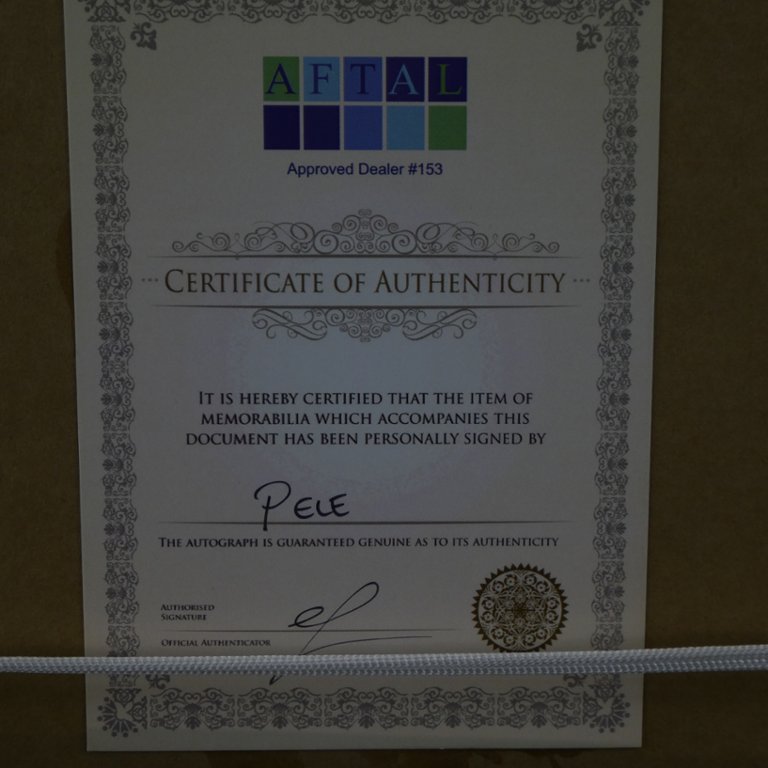 AFTAL
Approved Dealer #153
CERTIFICATE OF AUTHENTICITY
IT IS HEREBY CERTIFIED THAT THE ITEM OF
MEMORABILIA WHICH ACCOMPANIES THIS
DOCUMENT HAS BEEN PERSONALLY SIGNED BY
PELE
THE AUTOGRAPH IS GUARANTEED GENUINE AS TO ITS AUTHENTICITY
AUTHORISED
SIGNATURE
OFFICIAL AUTHENTICATOR